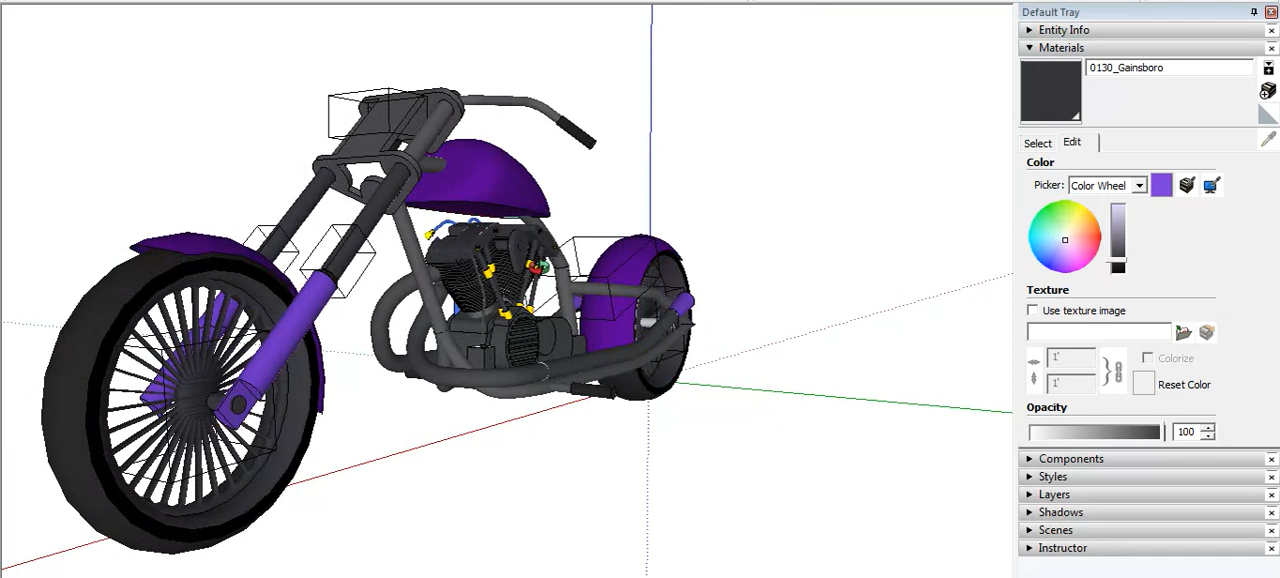 Default Tray
Entity Info
Materials
0130_Gainsboro
Select Edit
Color
Picker: Color Wheel
Texture
Use texture image
1'
Colorize
1'
Reset Color
Opacity
100
Components
Styles
Layers
Shadows
Scenes
Instructor